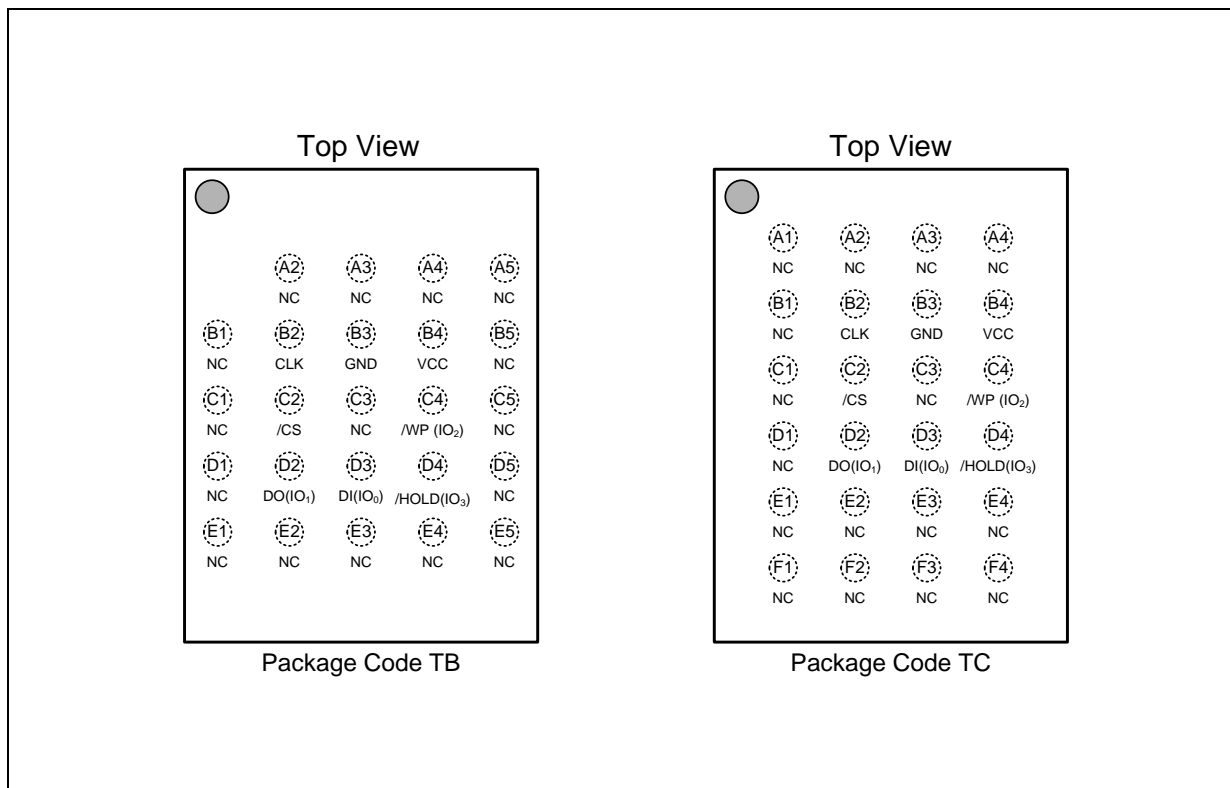 Top View
A2 A3 A4 A5
NC NC NC NC
B1 B2 B3 B4 B5
NC CLK GND VCC NC
C1 C2 C3 C4 C5
NC /CS NC /WP (IO₂) NC
D1 D2 D3 D4 D5
NC DO(IO₁) DI(IO₀) /HOLD(IO₃) NC
E1 E2 E3 E4 E5
NC NC NC NC NC
Package Code TB
Top View
A1 A2 A3 A4
NC NC NC NC
B1 B2 B3 B4
NC CLK GND VCC
C1 C2 C3 C4
NC /CS NC /WP (IO₂)
D1 D2 D3 D4
NC DO(IO₁) DI(IO₀) /HOLD(IO₃)
E1 E2 E3 E4
NC NC NC NC
F1 F2 F3 F4
NC NC NC NC
Package Code TC